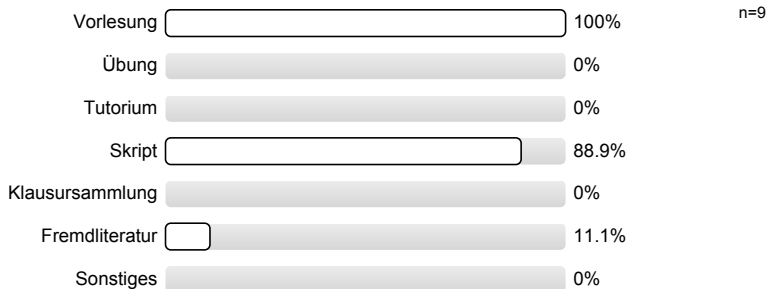 Vorlesung 100% n=9
Übung 0%
Tutorium 0%
Skript 88.9%
Klausursammlung 0%
Fremdliteratur 11.1%
Sonstiges 0%